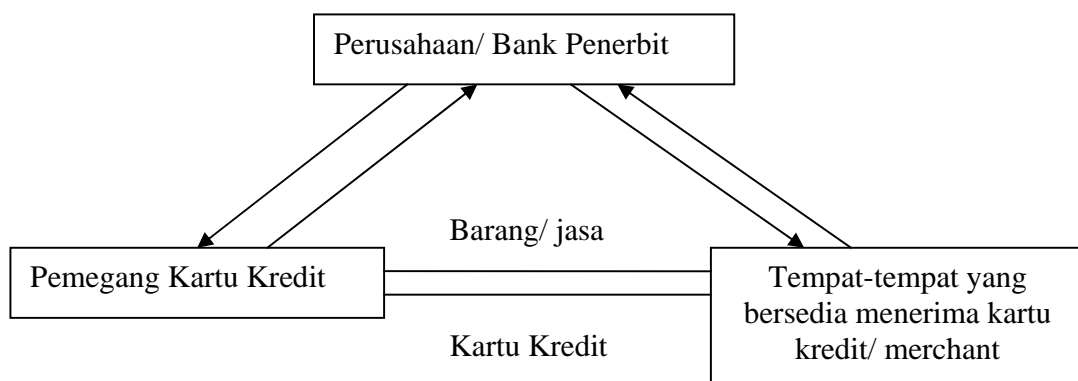 Perusahaan/ Bank Penerbit
Barang/ jasa
Pemegang Kartu Kredit
Tempat-tempat yang
bersedia menerima kartu
kredit/ merchant
Kartu Kredit